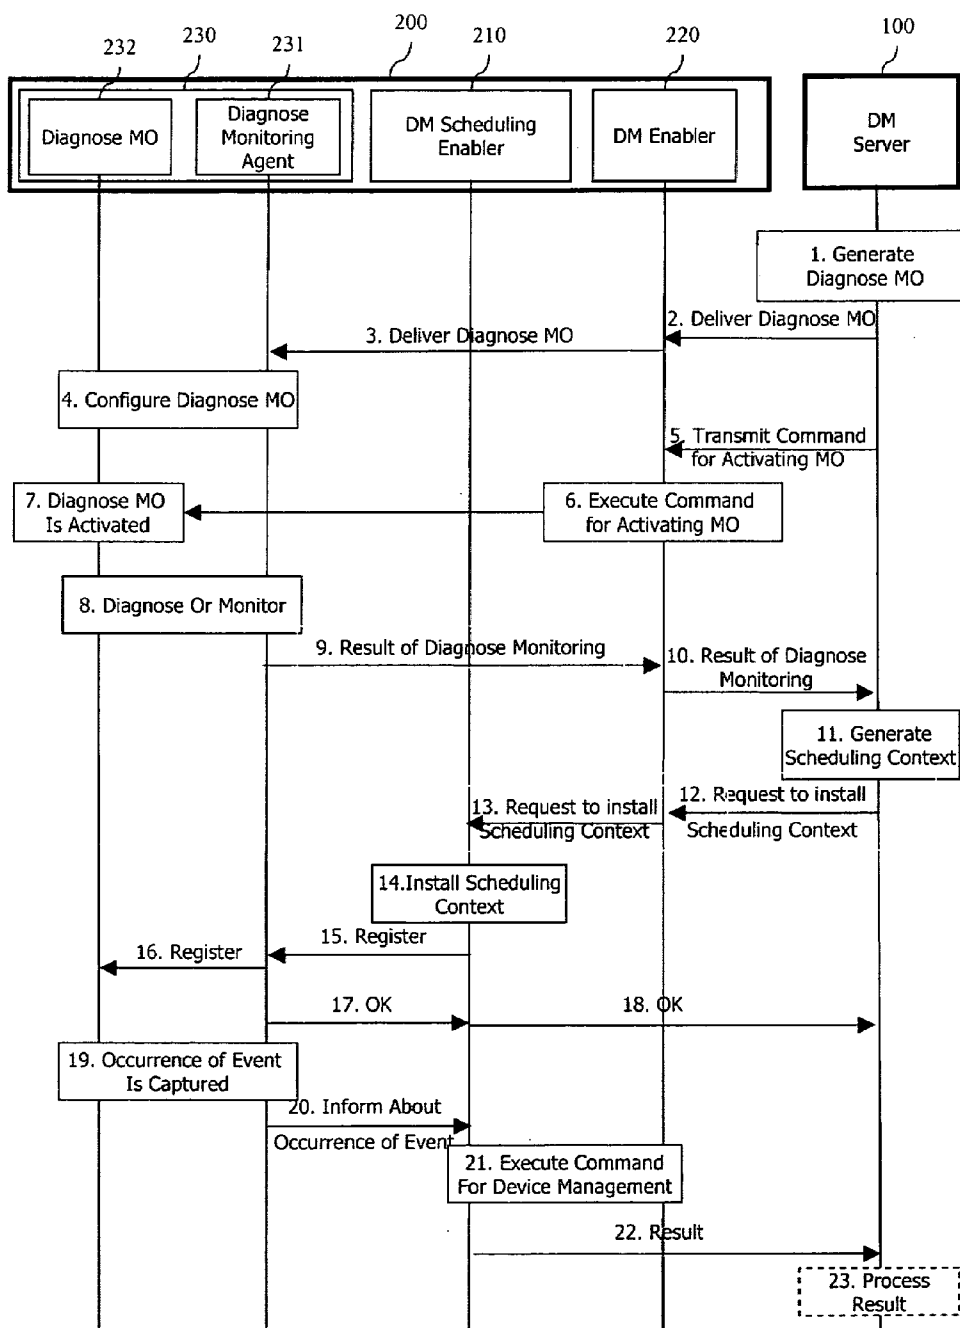 232
230
231
200
210
220
100
Diagnose MO
Diagnose
Monitoring
Agent
DM Scheduling
Enabler
DM Enabler
DM
Server
1. Generate
Diagnose MO
2. Deliver Diagnose MO
3. Deliver Diagnose MO
4. Configure Diagnose MO
5. Transmit Command
for Activating MO
6. Execute Command
for Activating MO
7. Diagnose MO
Is Activated
8. Diagnose Or Monitor
9. Result of Diagnose Monitoring
10. Result of Diagnose
Monitoring
11. Generate
Scheduling Context
12. Request to install
Scheduling Context
13. Request to install
Scheduling Context
14.Install Scheduling
Context
15. Register
16. Register
17. OK
18. OK
19. Occurrence of Event
Is Captured
20. Inform About
Occurrence of Event
21. Execute Command
For Device Management
22. Result
23. Process
Result